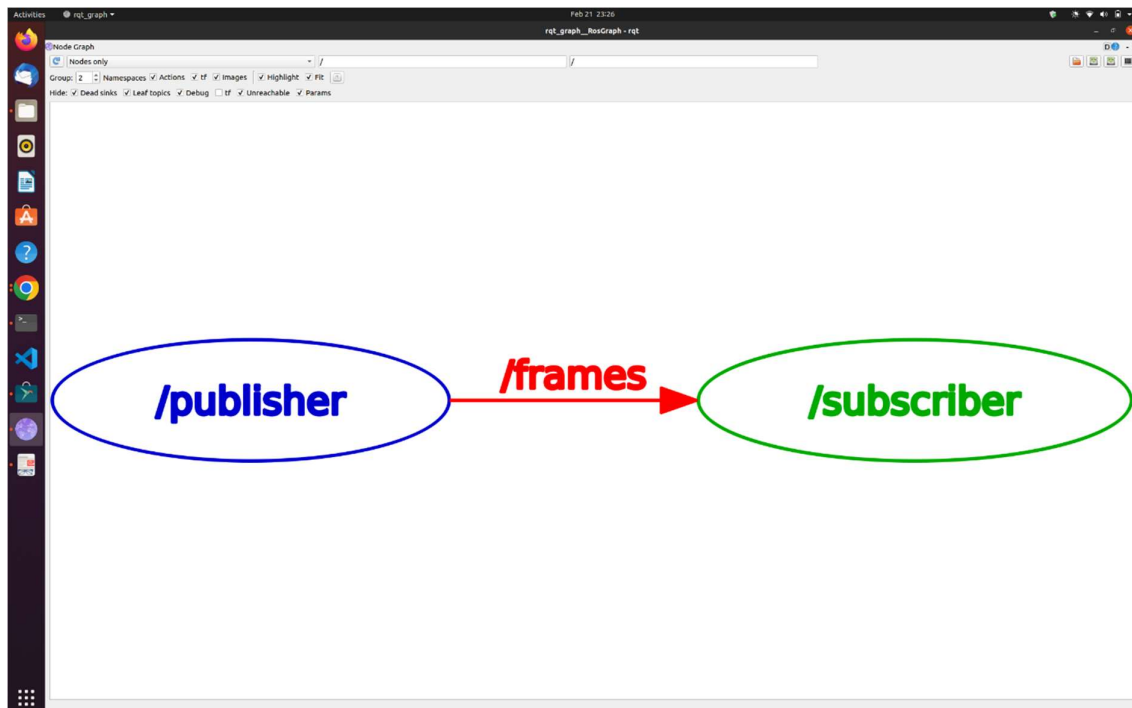 Activities rqt_graph Feb 21 23:26
rqt_graph__RosGraph - rqt
Node Graph D
Nodes only / /
Group: 2 Namespaces Actions tf Images Highlight Fit
Hide: Dead sinks Leaf topics Debug tf Unreachable Params
/frames
/publisher /subscriber